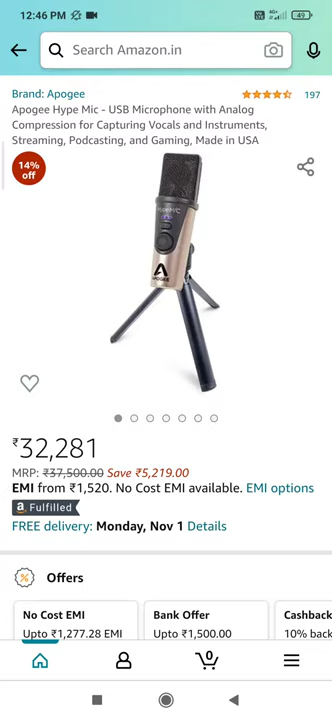 12:46 PM
4G+
49
Search Amazon.in
Brand: Apogee
197
Apogee Hype Mic - USB Microphone with Analog
Compression for Capturing Vocals and Instruments,
Streaming, Podcasting, and Gaming, Made in USA
14%
off
APOGEE
₹32,281
MRP: ₹37,500.00 Save ₹5,219.00
EMI from ₹1,520. No Cost EMI available. EMI options
a Fulfilled
FREE delivery: Monday, Nov 1 Details
Offers
No Cost EMI
Upto ₹1,277.28 EMI
Bank Offer
Upto ₹1,500.00
Cashback
10% back
0